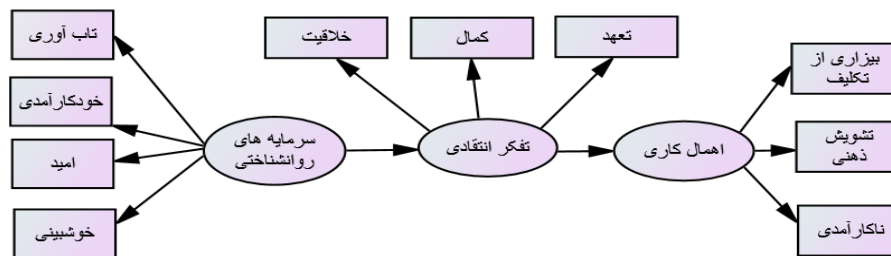 تاب آوری
خودکارآمدی
امید
خوشبینی
سرمایه های
روانشناختی
خلاقیت
کمال
تعهد
تفکر انتقادی
اهمال کاری
بیزاری از
تکلیف
تشویش
ذهنی
ناکارآمدی